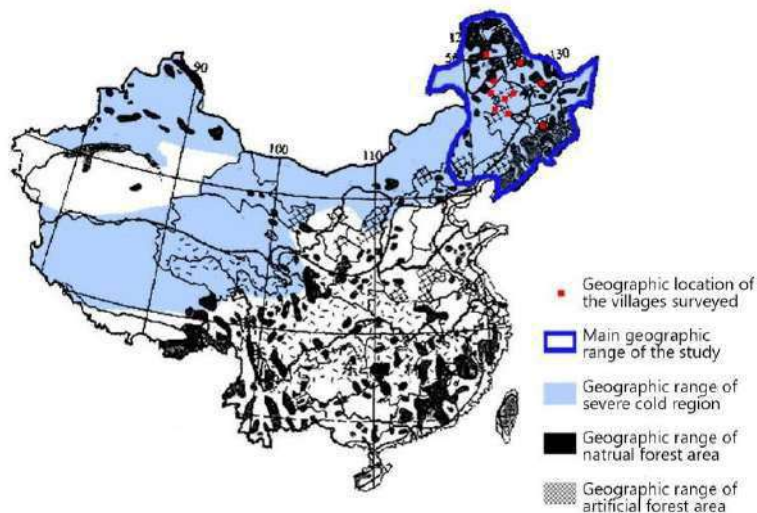 90
100
110
130
Geographic location of
the villages surveyed
Main geographic
range of the study
Geographic range of
severe cold region
Geographic range of
natrual forest area
Geographic range of
artificial forest area